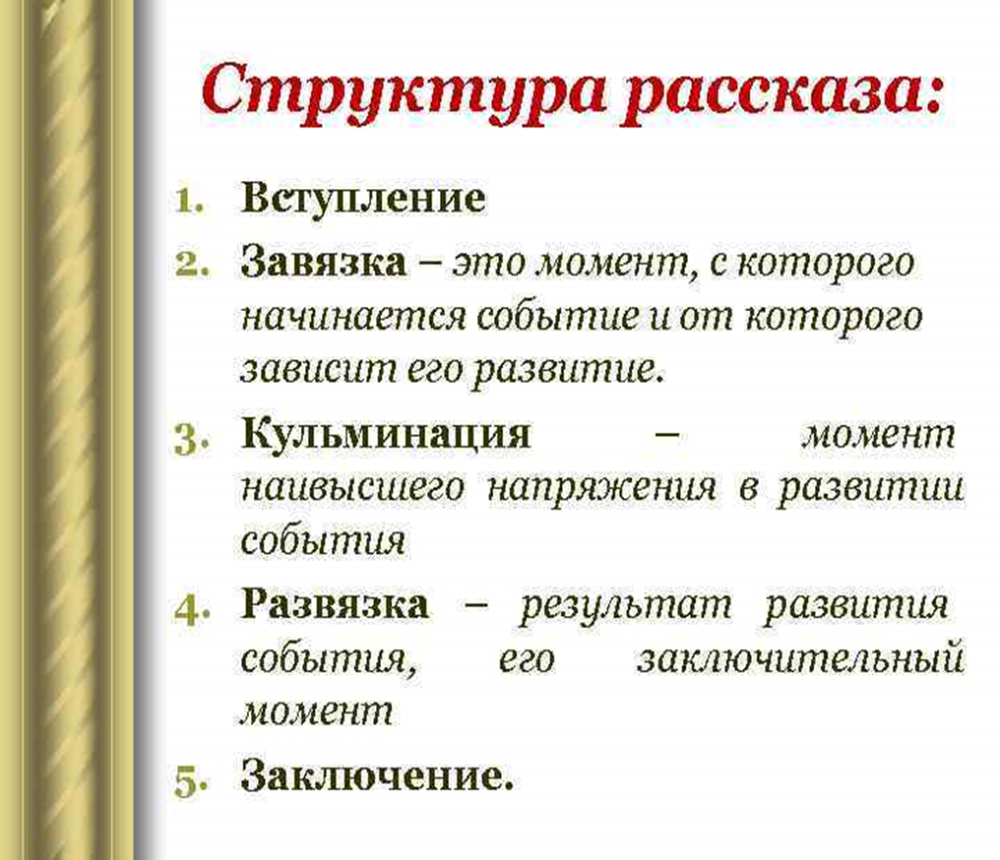 Структура рассказа:
1. Вступление
2. Завязка – это момент, с которого
начинается событие и от которого
зависит его развитие.
3. Кульминация – момент
наивысшего напряжения в развитии
события
4. Развязка – результат развития
события, его заключительный
момент
5. Заключение.